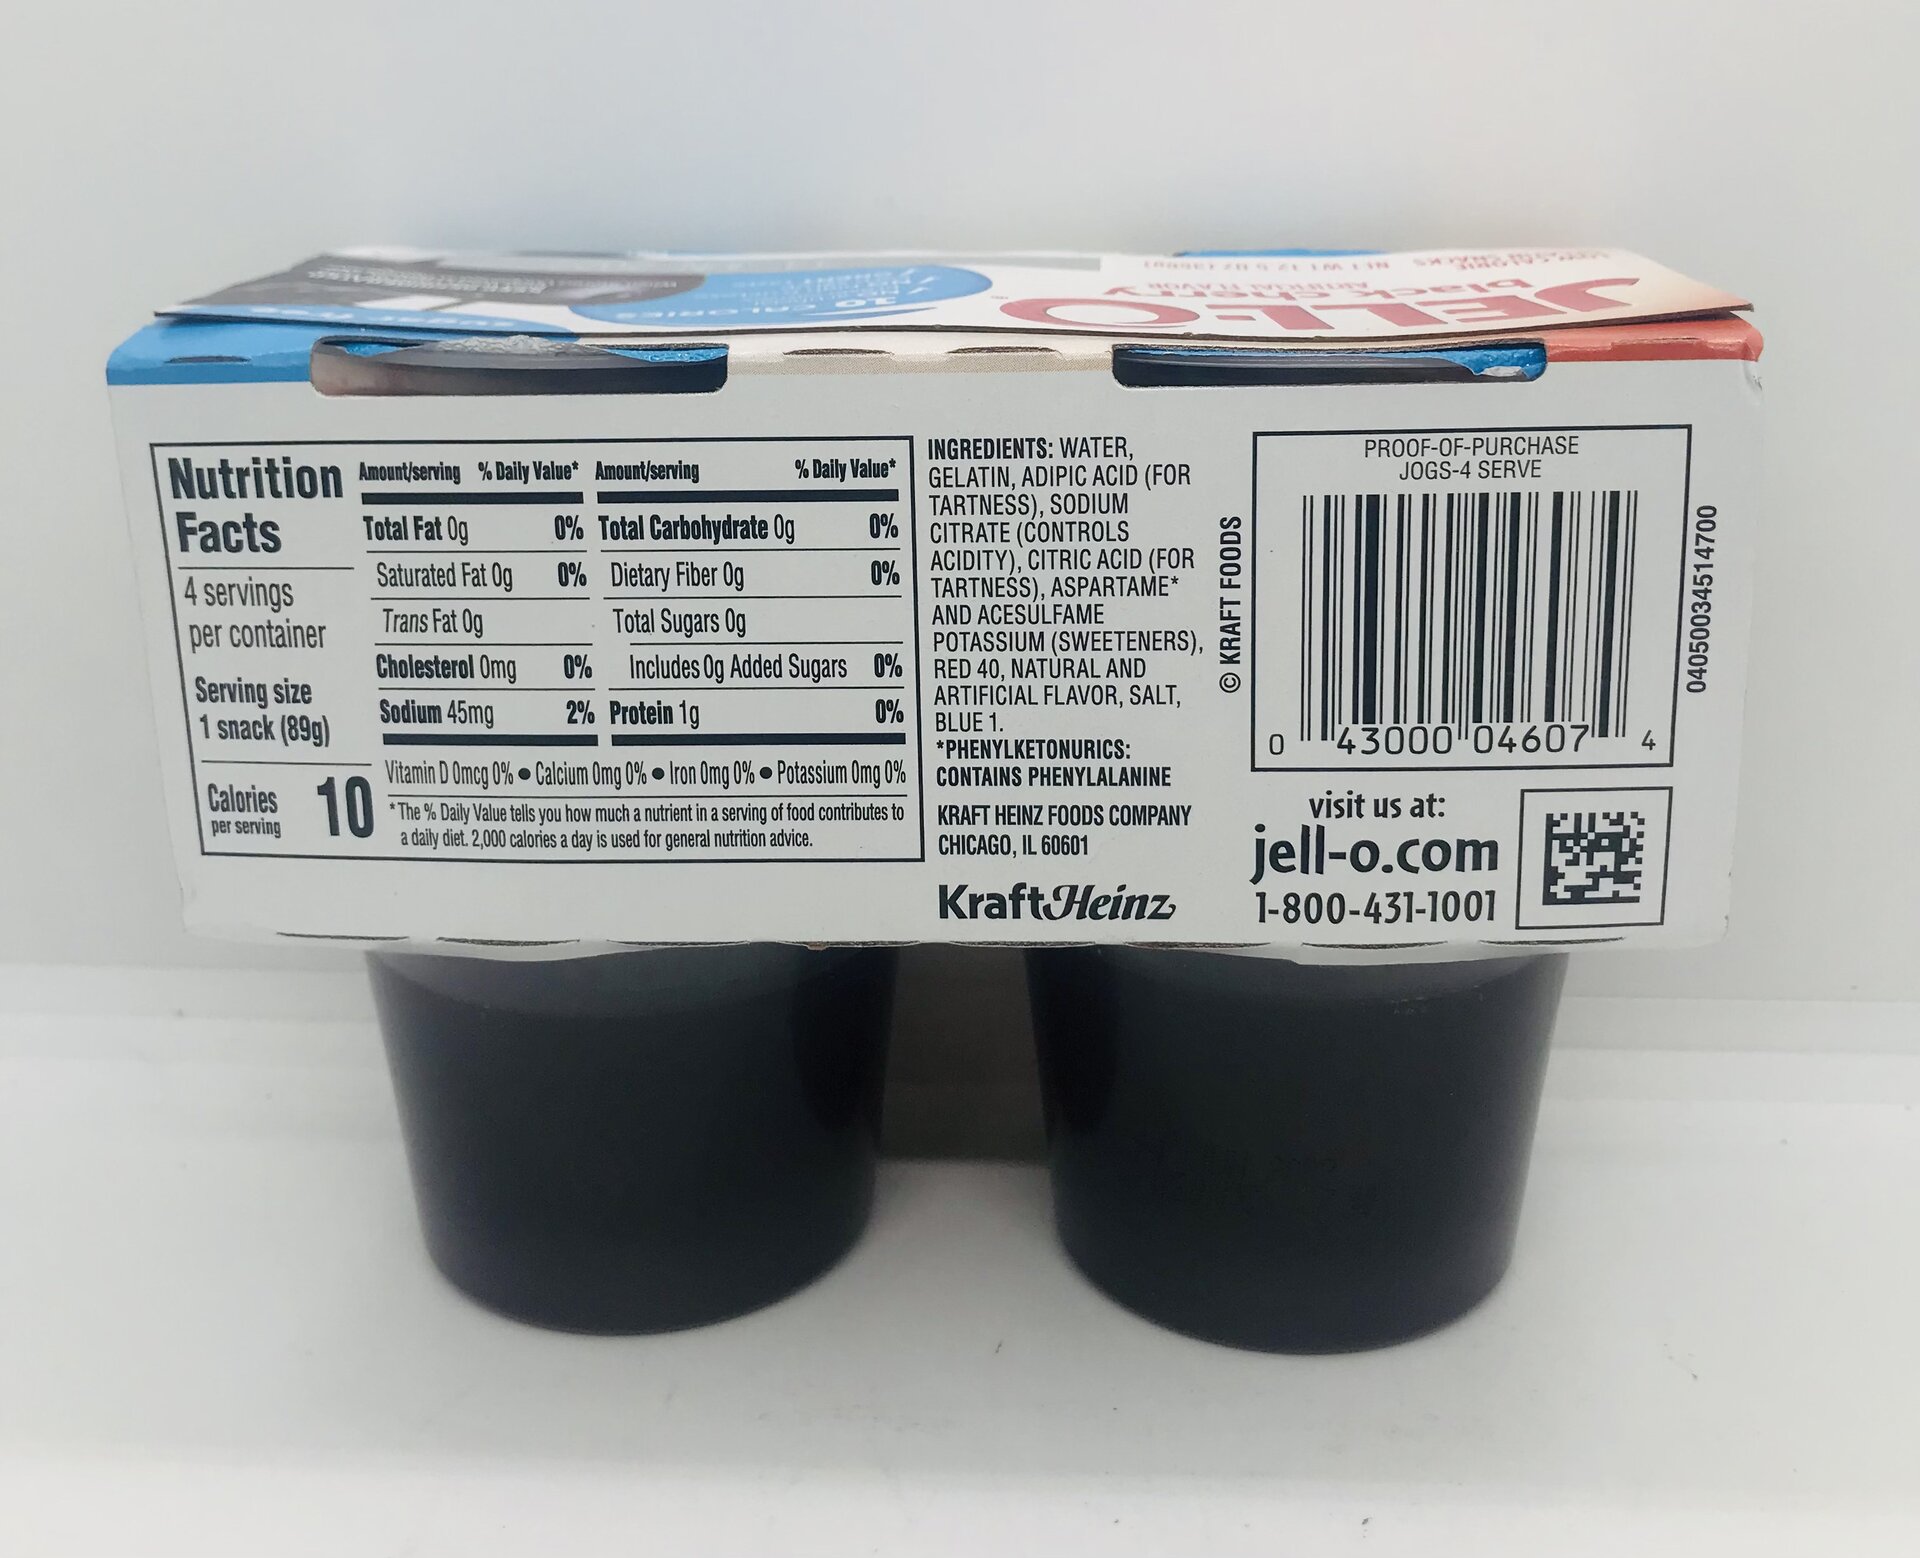 JELL-O
black cherry
ARTIFICIAL FLAVOR
10
CALORIES
sugar free
Nutrition
Facts
4 servings
per container
Serving size
1 snack (89g)
Calories
per serving
10
Amount/serving % Daily Value*
Total Fat 0g 0%
Saturated Fat 0g 0%
Trans Fat 0g
Cholesterol 0mg 0%
Sodium 45mg 2%
Amount/serving % Daily Value*
Total Carbohydrate 0g 0%
Dietary Fiber 0g 0%
Total Sugars 0g
Includes 0g Added Sugars 0%
Protein 1g 0%
Vitamin D 0mcg 0% ● Calcium 0mg 0% ● Iron 0mg 0% ● Potassium 0mg 0%
* The % Daily Value tells you how much a nutrient in a serving of food contributes to
a daily diet. 2,000 calories a day is used for general nutrition advice.
INGREDIENTS: WATER,
GELATIN, ADIPIC ACID (FOR
TARTNESS), SODIUM
CITRATE (CONTROLS
ACIDITY), CITRIC ACID (FOR
TARTNESS), ASPARTAME*
AND ACESULFAME
POTASSIUM (SWEETENERS),
RED 40, NATURAL AND
ARTIFICIAL FLAVOR, SALT,
BLUE 1.
*PHENYLKETONURICS:
CONTAINS PHENYLALANINE
KRAFT HEINZ FOODS COMPANY
CHICAGO, IL 60601
KraftHeinz
© KRAFT FOODS
PROOF-OF-PURCHASE
JOGS-4 SERVE
0 43000 04607 4
04050034514700
visit us at:
jell-o.com
1-800-431-1001